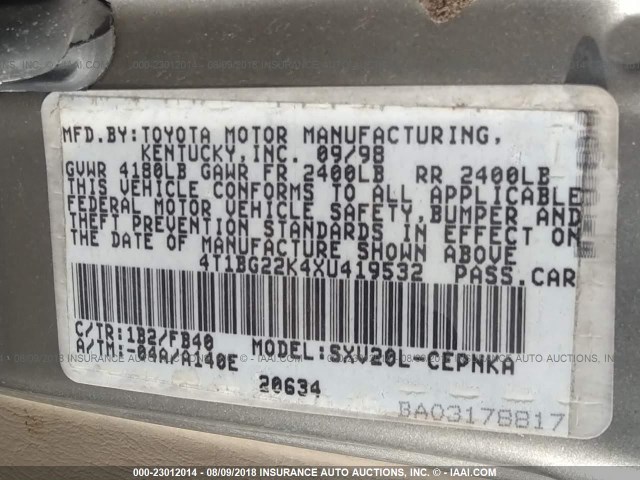 MFD.BY:TOYOTA MOTOR MANUFACTURING,
KENTUCKY,INC. 09/98
GVWR 4180LB GAWR FR 2400LB RR 2400LB
THIS VEHICLE CONFORMS TO ALL APPLICABLE
FEDERAL MOTOR VEHICLE SAFETY,BUMPER AND
THEFT PREVENTION STANDARDS IN EFFECT ON
THE DATE OF MANUFACTURE SHOWN ABOVE
4T1BG22K4XU419532 PASS.CAR
C/TR:1B2/FB40 MODEL:SXV20L-CEPNKA
A/TM:-04A/A140E
20634
BA03178817
000-23012014 - 08/09/2018 - INSURANCE AUTO AUCTIONS, INC. - © - IAAI.COM